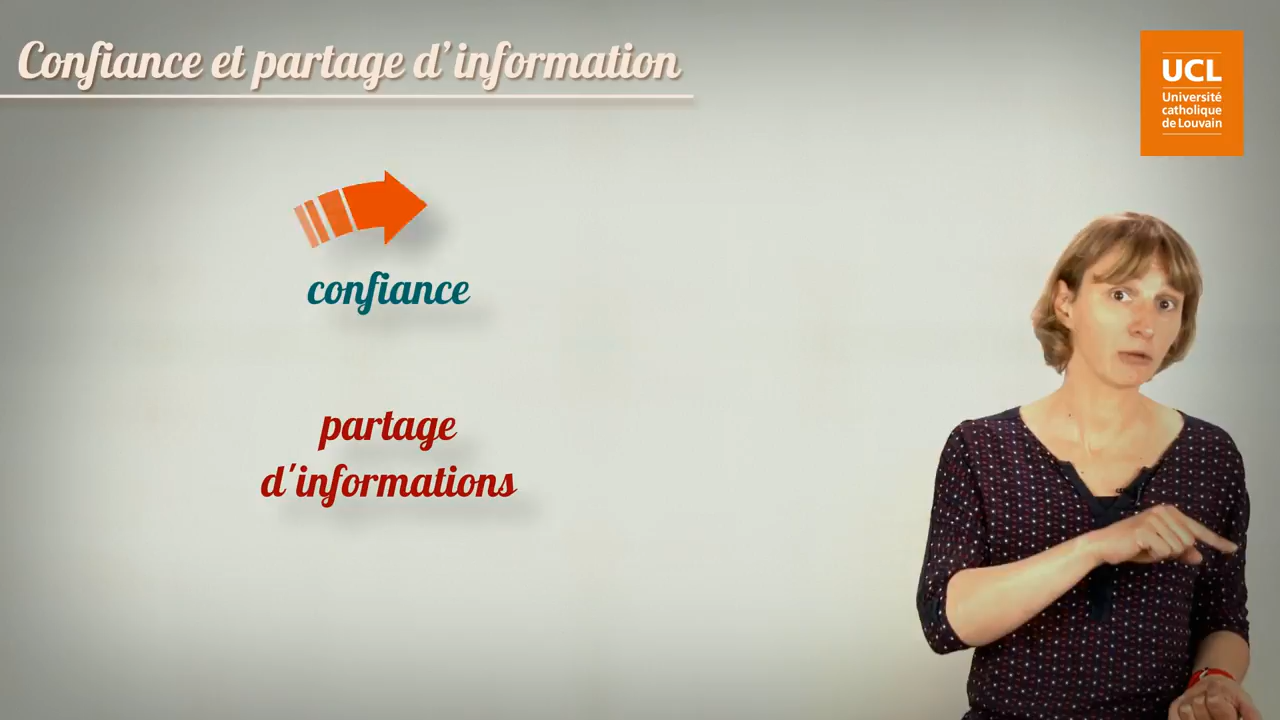 Confiance et partage d'information
UCL
Université
catholique
de Louvain
confiance
partage
d'informations